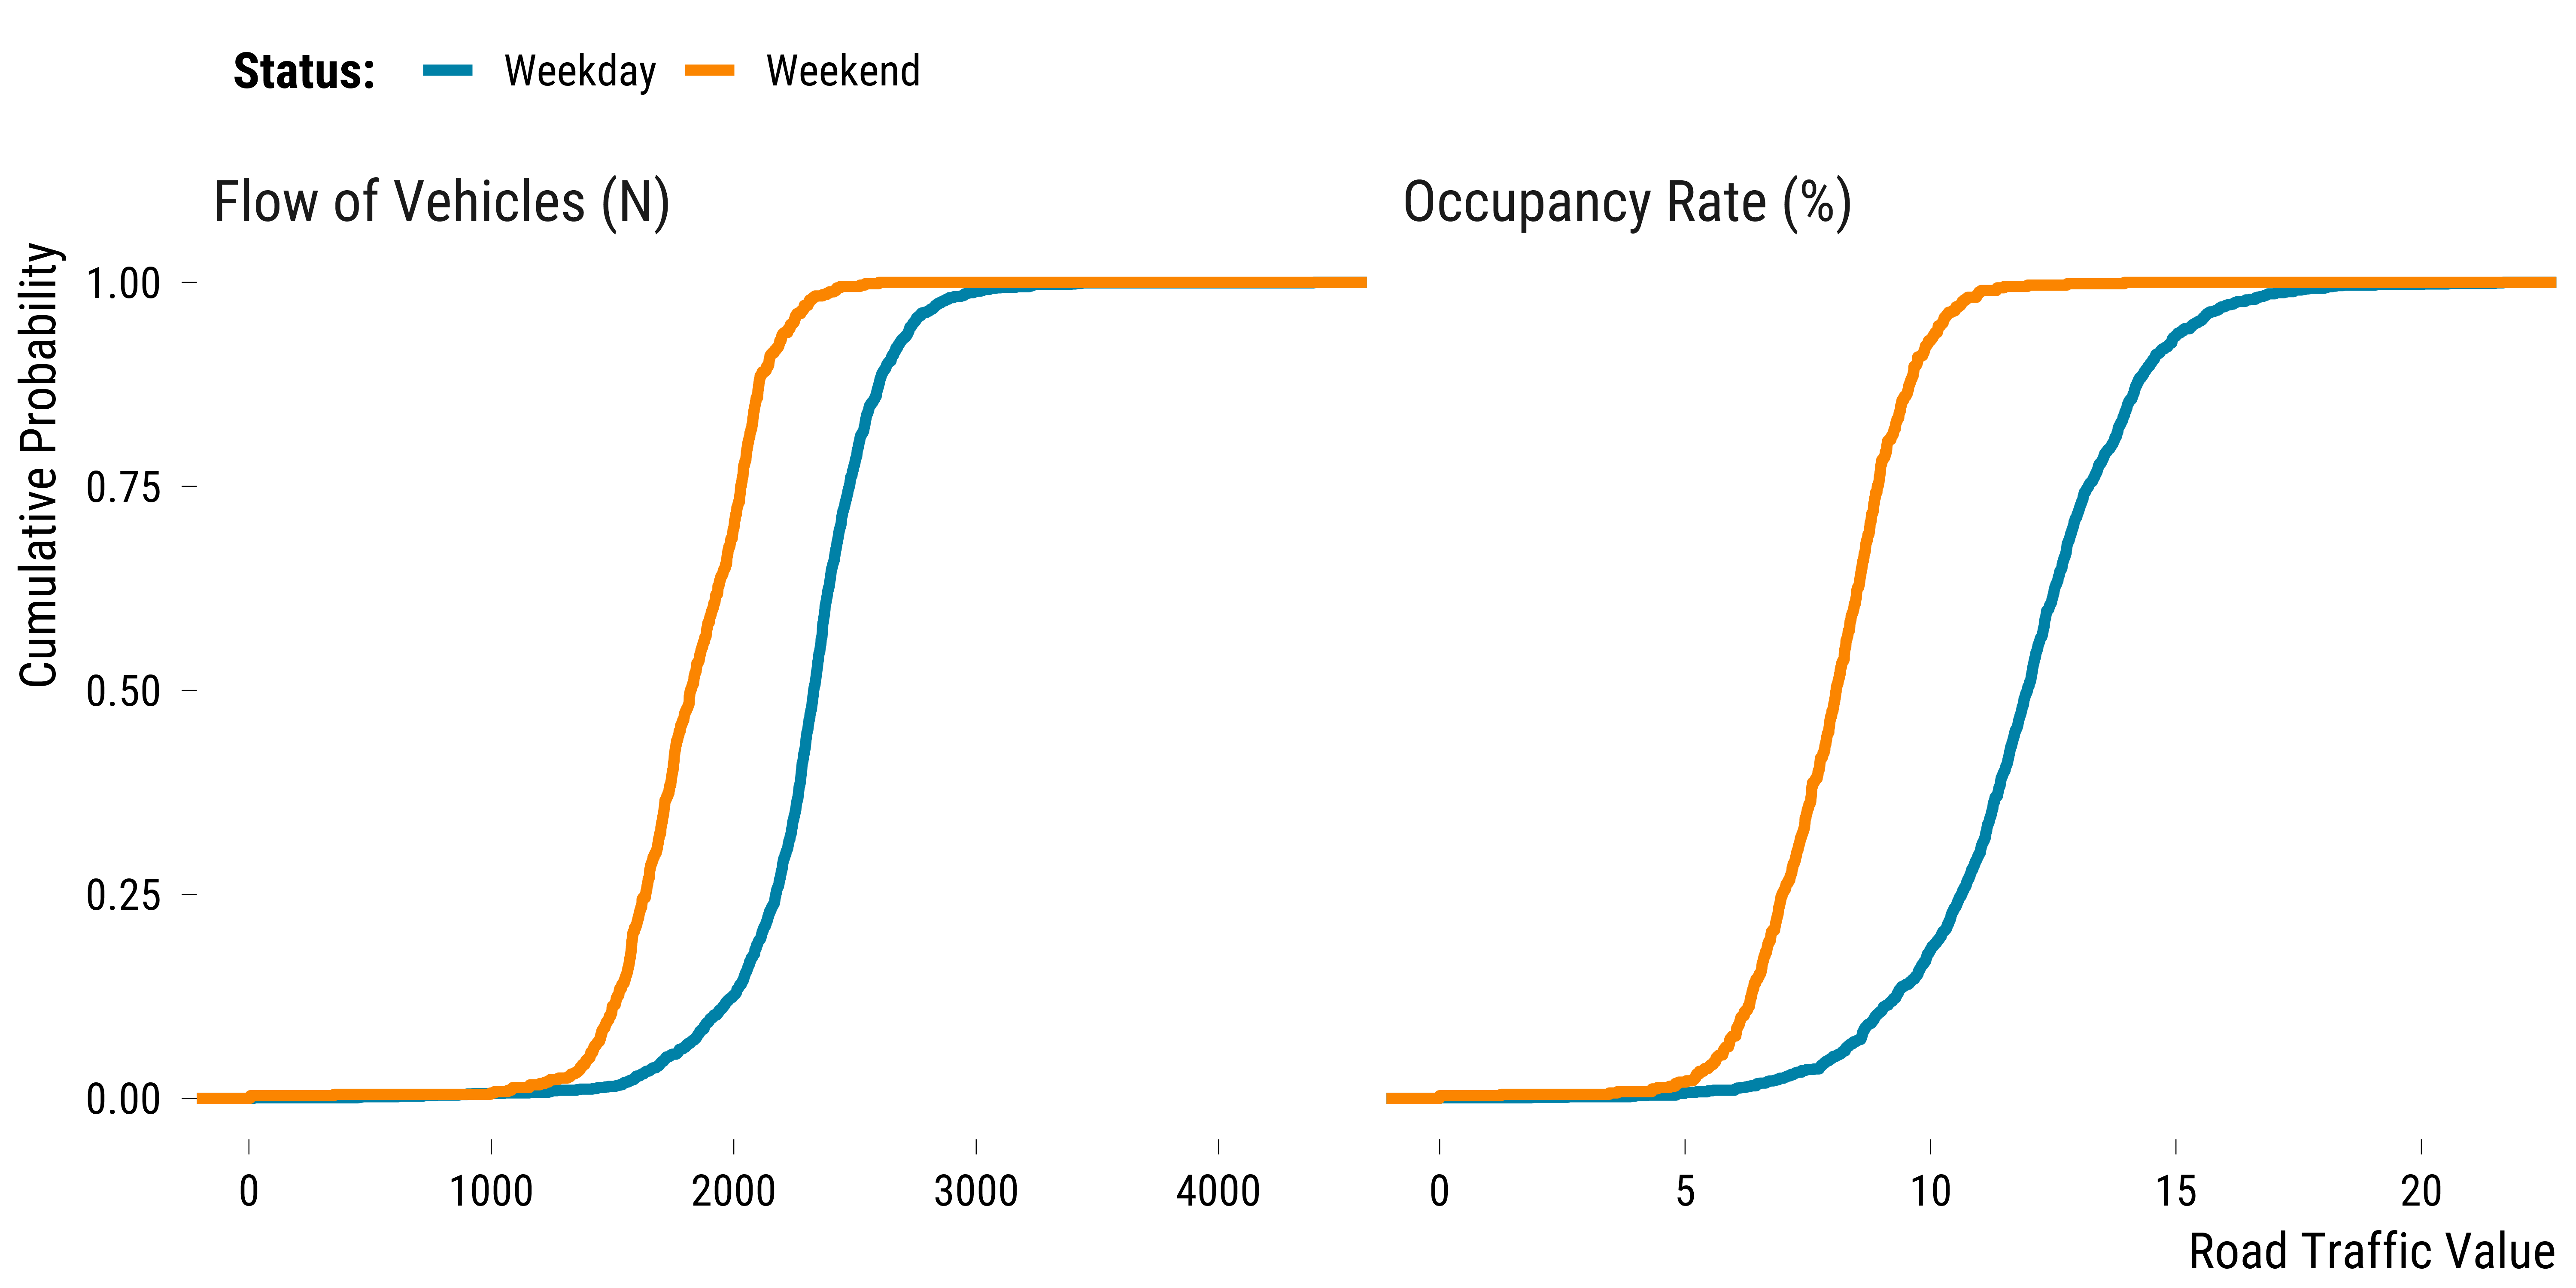 Status: Weekday Weekend
Flow of Vehicles (N)
Occupancy Rate (%)
Cumulative Probability
1.00
0.75
0.50
0.25
0.00
0 1000 2000 3000 4000
0 5 10 15 20
Road Traffic Value